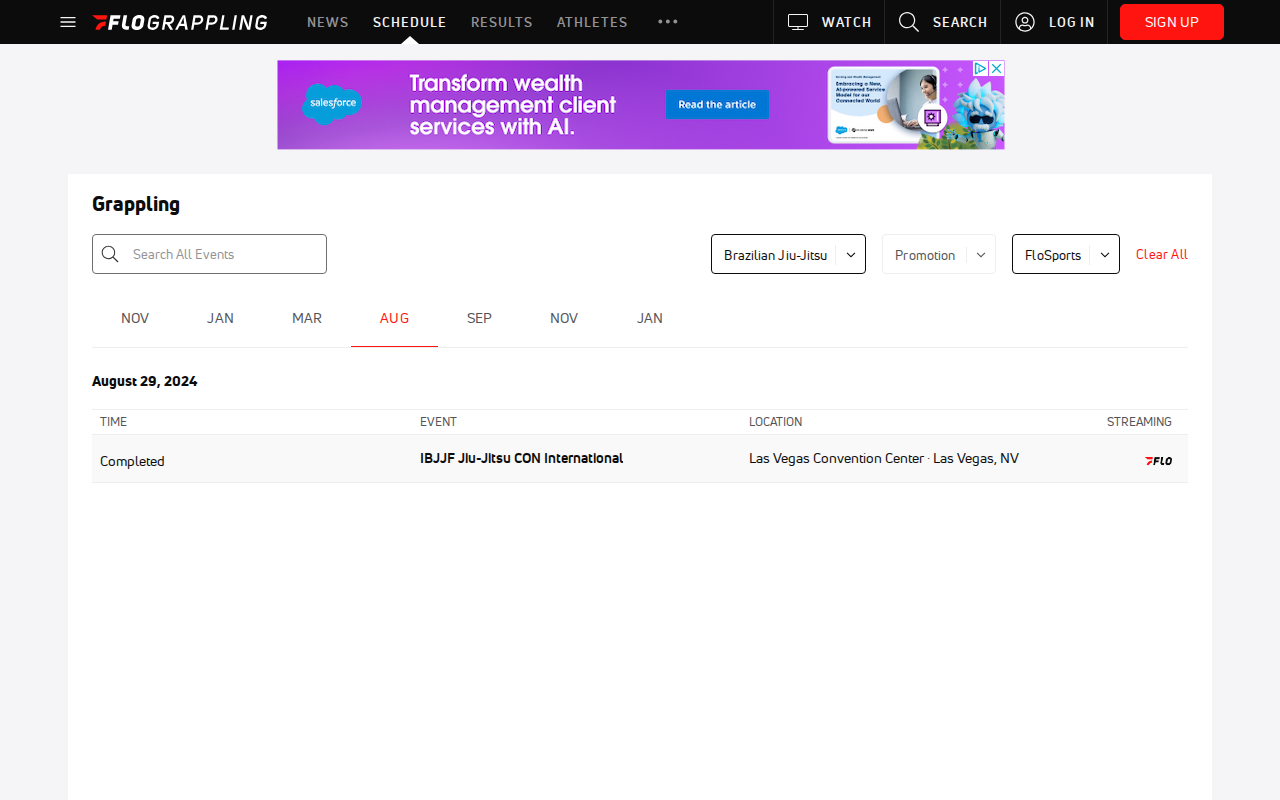 FLOGRAPPLING NEWS SCHEDULE RESULTS ATHLETES WATCH SEARCH LOG IN SIGN UP
salesforce
Transform wealth
management client
services with AI.
Read the article
Embracing a New,
AI-powered Service
Model for our
Connected World
Grappling
Search All Events
Brazilian Jiu-Jitsu Promotion FloSports Clear All
NOV JAN MAR AUG SEP NOV JAN
August 29, 2024
TIME EVENT LOCATION STREAMING
Completed IBJJF Jiu-Jitsu CON International Las Vegas Convention Center · Las Vegas, NV FLO